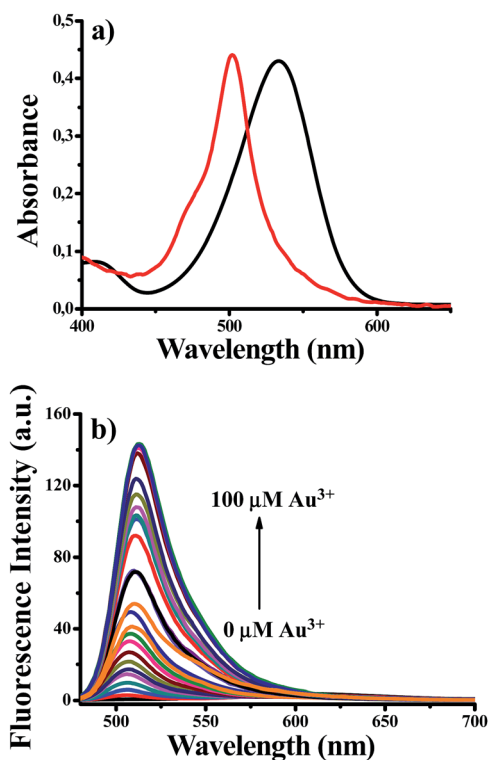 a)
0,5
0,4
0,3
0,2
0,1
0,0
400 500 600
Absorbance
Wavelength (nm)
b)
160
120
80
40
0
100 μM Au³⁺
0 μM Au³⁺
500 550 600 650 700
Fluorescence Intensity (a.u.)
Wavelength (nm)